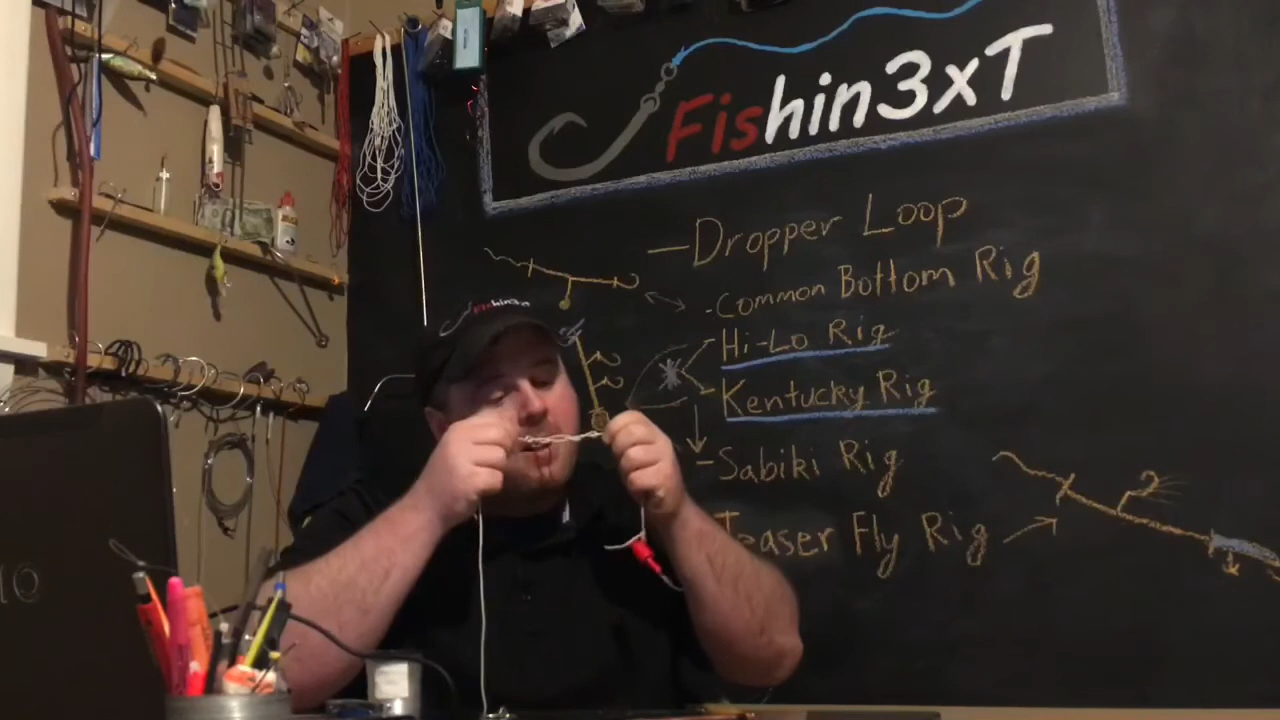 Fishin3xT
- Dropper Loop
- Common Bottom Rig
Hi-Lo Rig
- Kentucky Rig
- Sabiki Rig
Teaser Fly Rig